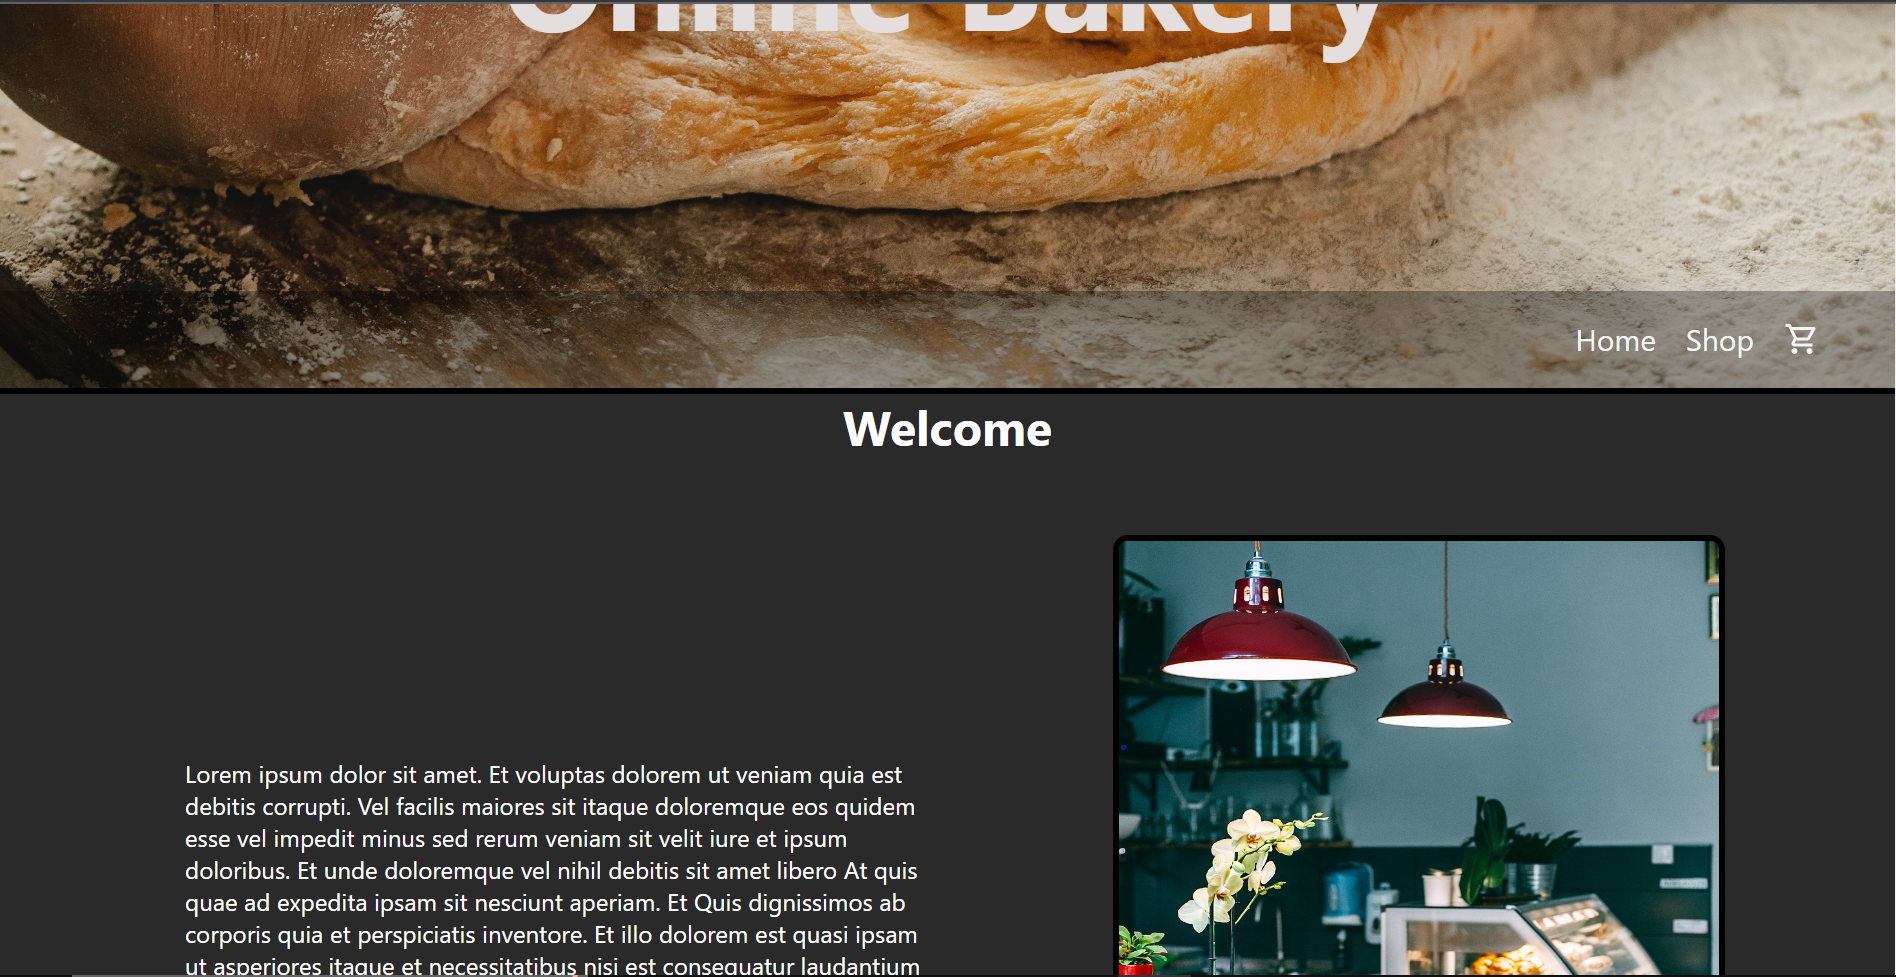 Online Bakery
Home Shop
Welcome
Lorem ipsum dolor sit amet. Et voluptas dolorem ut veniam quia est
debitis corrupti. Vel facilis maiores sit itaque doloremque eos quidem
esse vel impedit minus sed rerum veniam sit velit iure et ipsum
doloribus. Et unde doloremque vel nihil debitis sit amet libero At quis
quae ad expedita ipsam sit nesciunt aperiam. Et Quis dignissimos ab
corporis quia et perspiciatis inventore. Et illo dolorem est quasi ipsam
ut asperiores itaque et necessitatibus nisi est consequatur laudantium